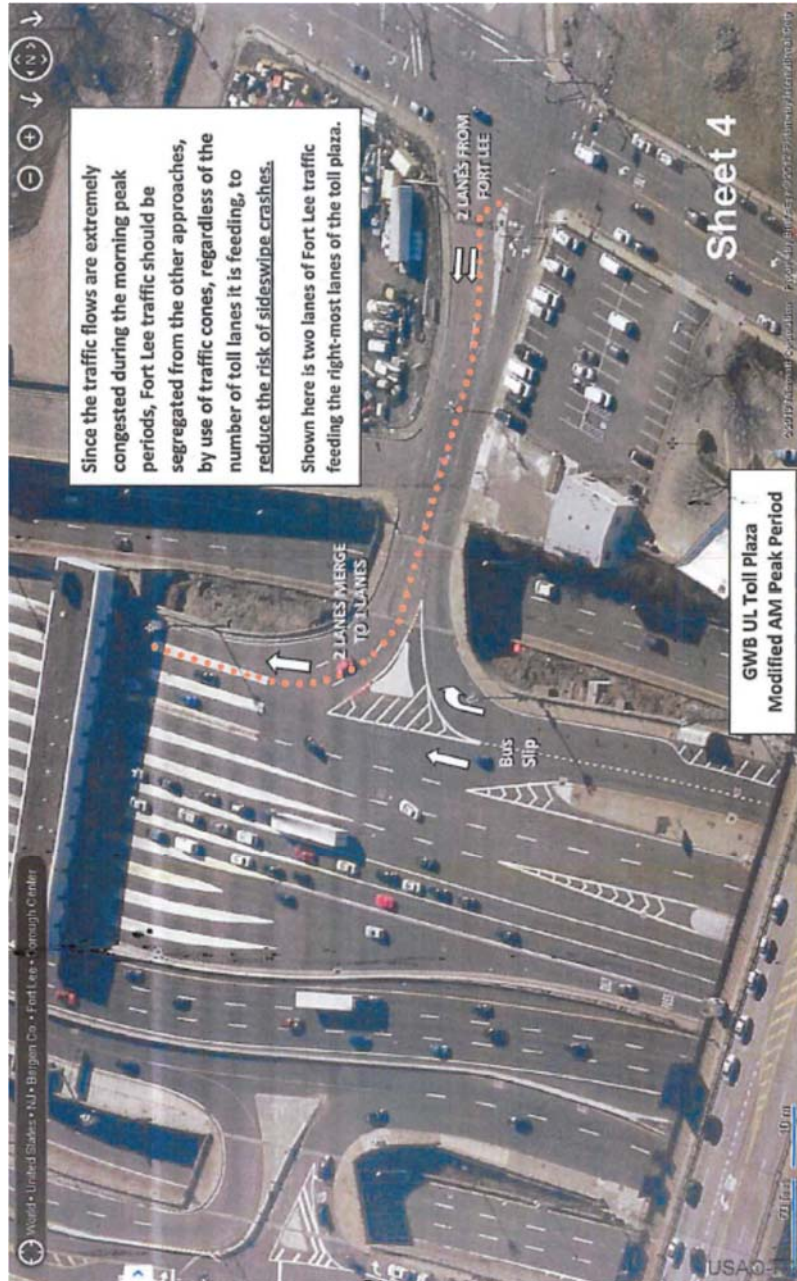 World • United States • NJ • Bergen Co. • Fort Lee • Borough Center
N
Since the traffic flows are extremely
congested during the morning peak
periods, Fort Lee traffic should be
segregated from the other approaches,
by use of traffic cones, regardless of the
number of toll lanes it is feeding, to
reduce the risk of sideswipe crashes.
Shown here is two lanes of Fort Lee traffic
feeding the right-most lanes of the toll plaza.
2 LANES MERGE
TO 1 LANES
2 LANES FROM
FORT LEE
Bus
Slip
GWB UL Toll Plaza
Modified AM Peak Period
Sheet 4
10 m
USAO-